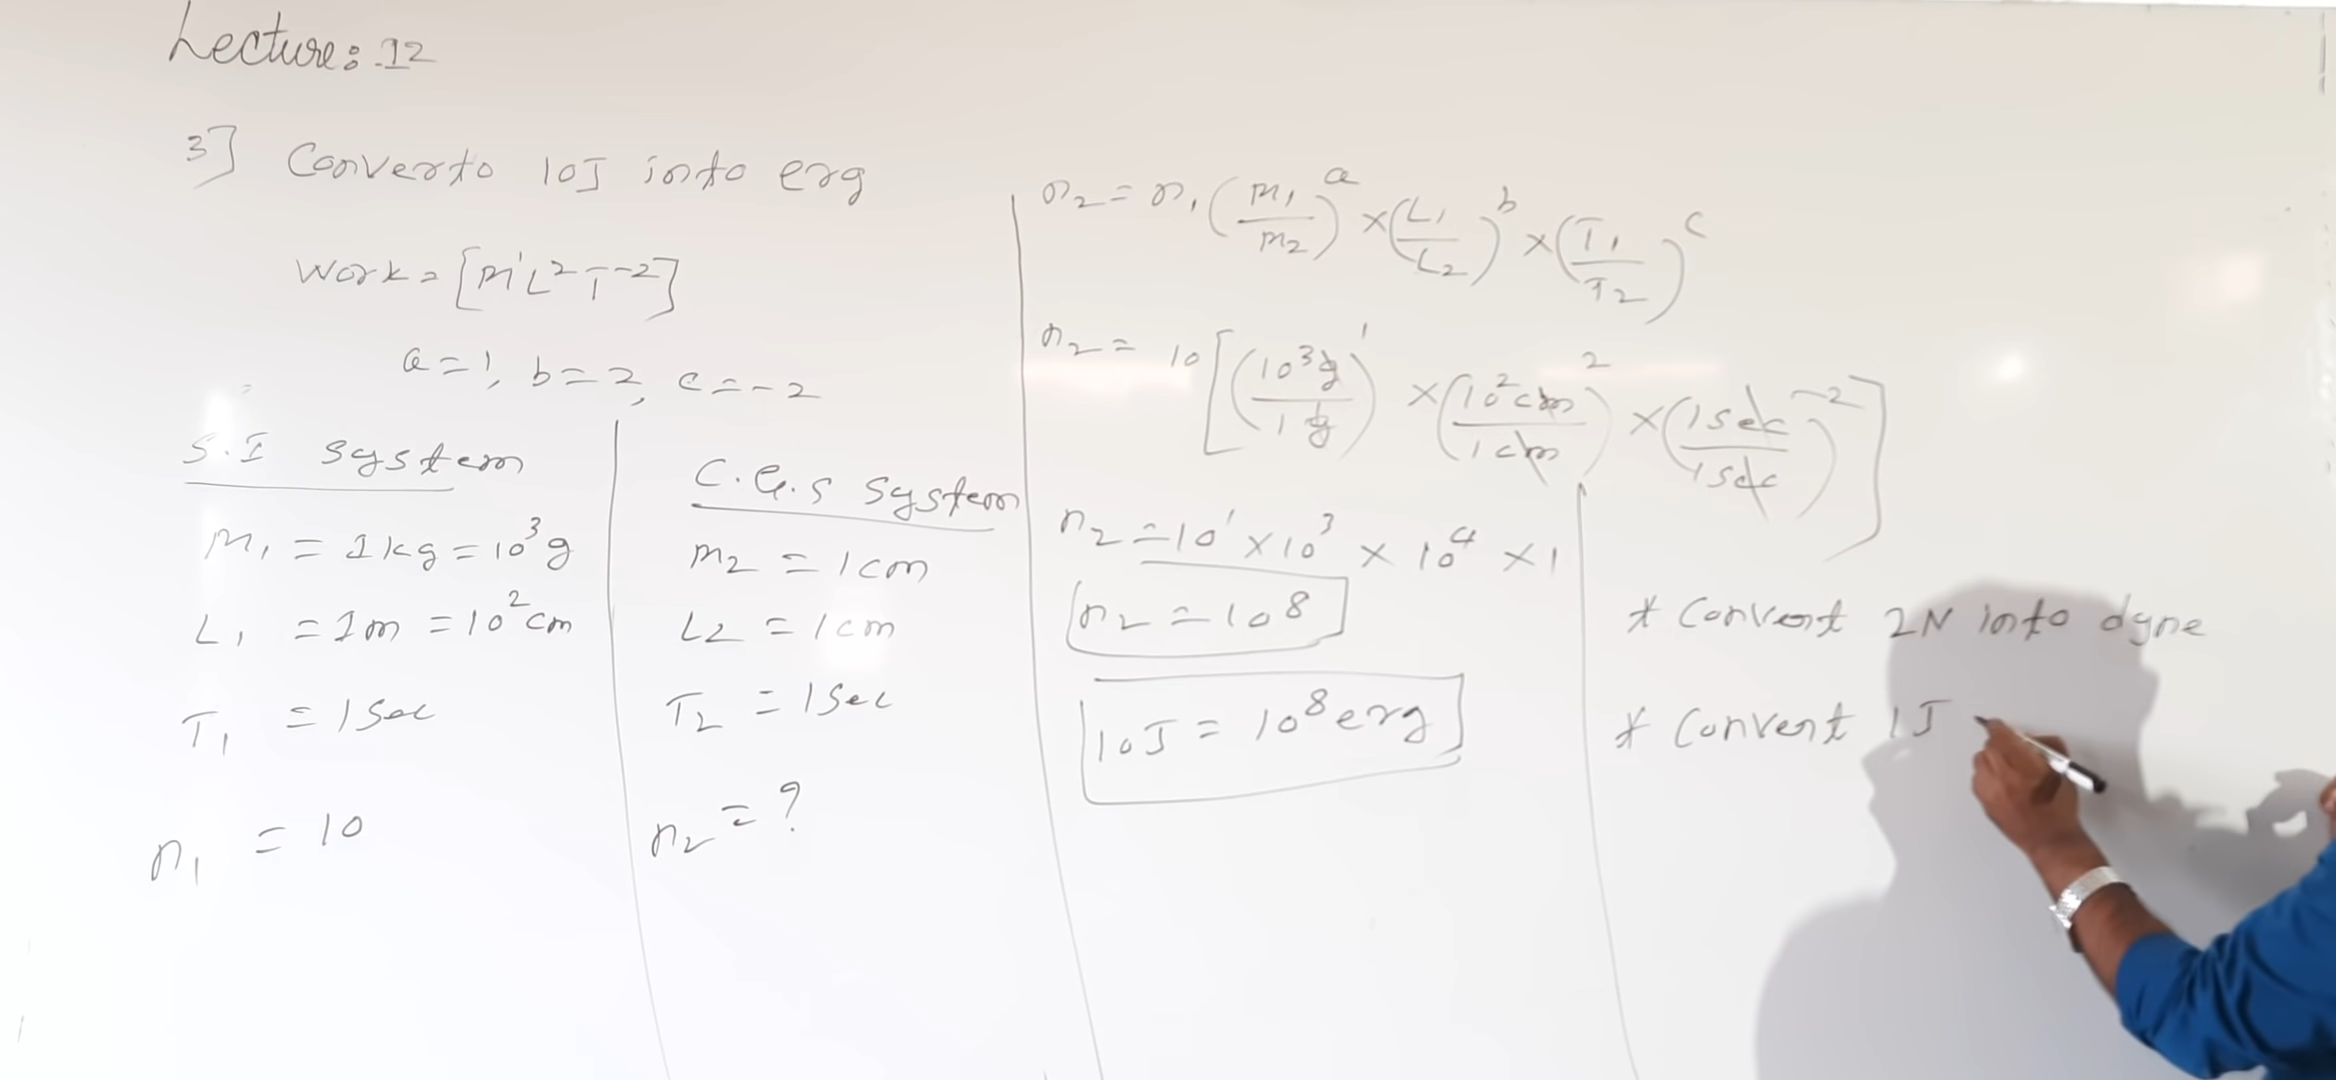 Lecture: 12
3] Converto 10J into erg
Work = [M¹L²T⁻²]
a=1, b=2, c=-2
S.I system
M₁ = 1kg = 10³g
L₁ = 1m = 10²cm
T₁ = 1Sec
n₁ = 10
C.G.S system
M₂ = 1cm
L₂ = 1cm
T₂ = 1Sec
n₂ = ?
n₂ = n₁ (M₁/M₂)ᵃ × (L₁/L₂)ᵇ × (T₁/T₂)ᶜ
n₂ = 10 [(10³g/1g)¹ × (10²cm/1cm)² × (1sec/1sec)⁻²]
n₂ = 10¹ × 10³ × 10⁴ × 1
n₂ = 10⁸
10J = 10⁸ erg
* Convert 2N into dyne
* Convert 1J